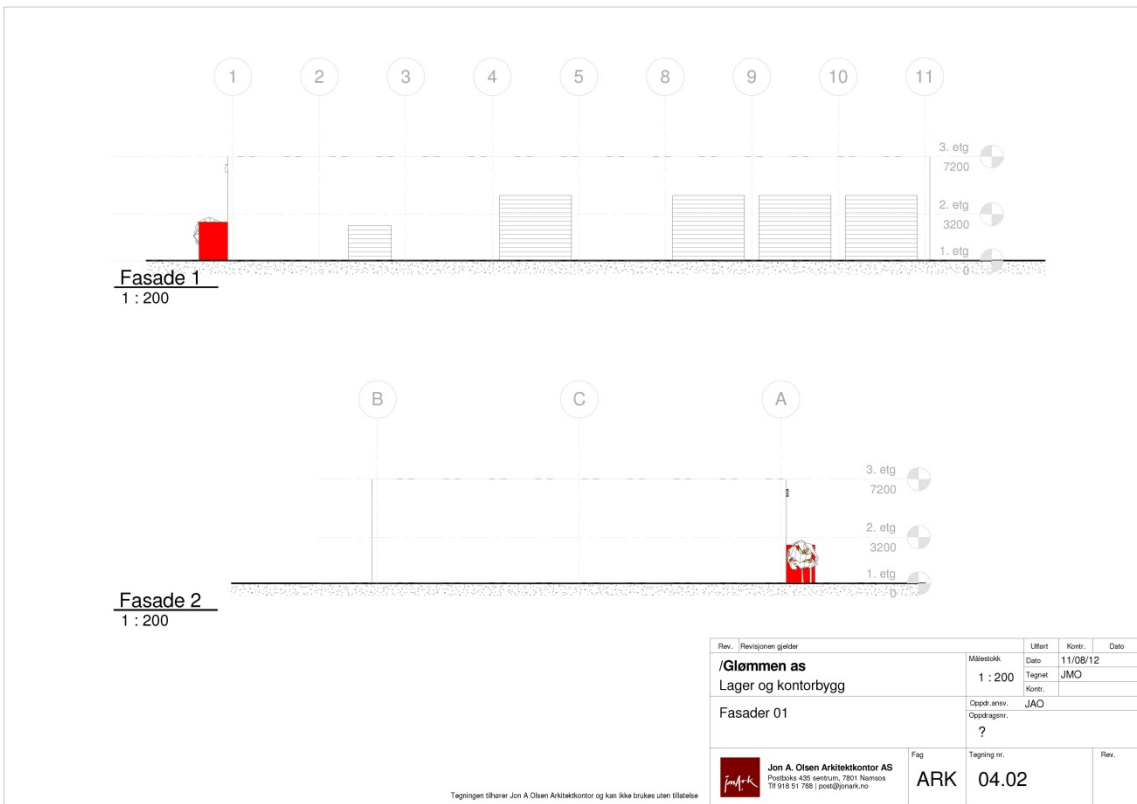 1 2 3 4 5 8 9 10 11
3. etg
7200
2. etg
3200
1. etg
0
Fasade 1
1 : 200
B C A
3. etg
7200
2. etg
3200
1. etg
0
Fasade 2
1 : 200
Rev. Revisjonen gjelder Utført Kontr. Dato
/Glømmen as
Lager og kontorbygg
Målestokk
1 : 200
Dato 11/08/12
Tegnet JMO
Kontr.
Fasader 01
Oppdr.ansv. JAO
Oppdragsnr.
?
jmArk
Jon A. Olsen Arkitektkontor AS
Postboks 435 sentrum, 7801 Namsos
Tlf 918 51 788 | post@jonark.no
Fag
ARK
Tegning nr.
04.02
Rev.
Tegningen tilhører Jon A Olsen Arkitektkontor og kan ikke brukes uten tillatelse